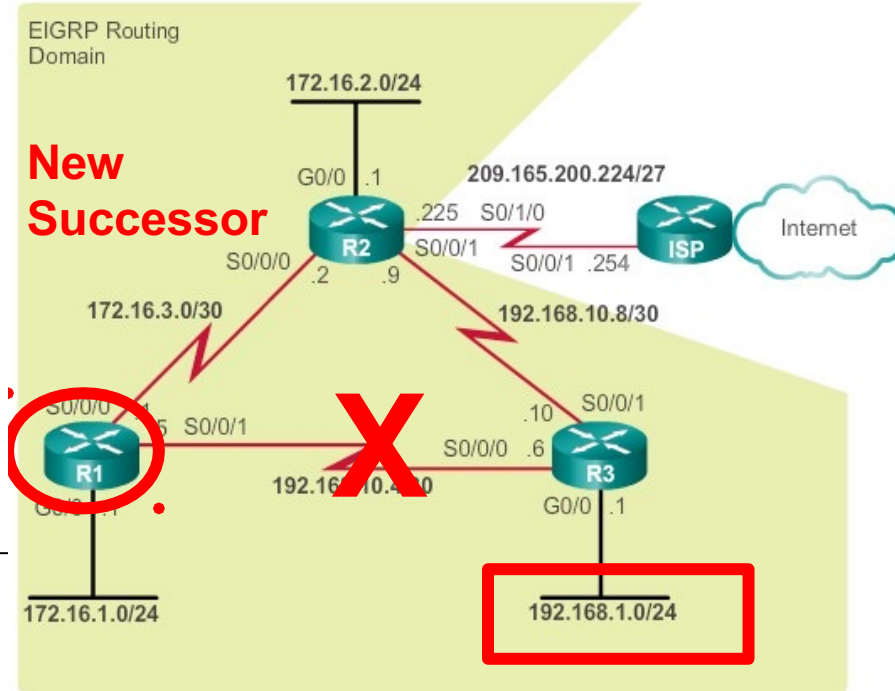 EIGRP Routing
Domain
172.16.2.0/24
New
Successor
G0/0 .1
209.165.200.224/27
.225 S0/1/0
Internet
R2
ISP
S0/0/0
S0/0/1
S0/0/1 .254
.2 .9
172.16.3.0/30
192.168.10.8/30
X
S0/0/0 .1
.10 S0/0/1
S0/0/1
S0/0/0 .6
R1
R3
G0/0 .1
172.16.1.0/24
192.168.1.0/24